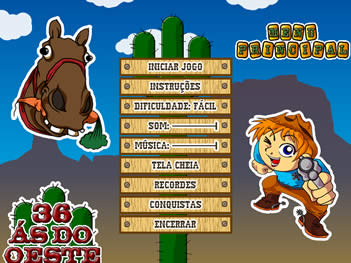 MENU
PRINCIPAL
INICIAR JOGO
INSTRUÇÕES
DIFICULDADE: FÁCIL
SOM:
MÚSICA:
TELA CHEIA
RECORDES
CONQUISTAS
ENCERRAR
36
ÁS DO
OESTE